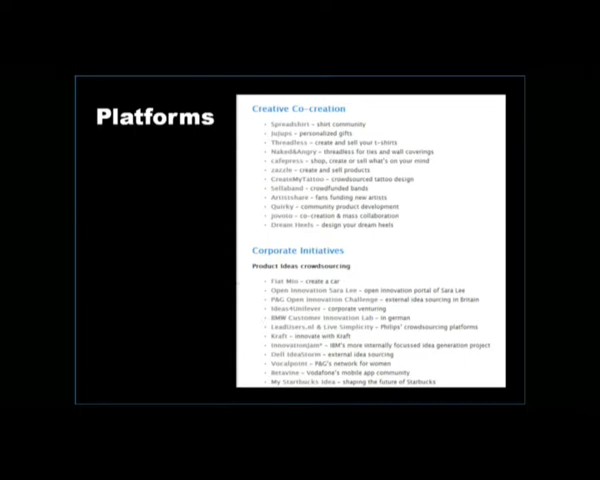 Platforms
Creative Co-creation
Spreadshirt – shirt community
JuJups – personalized gifts
Threadless – create and sell your t-shirts
Naked&Angry – threadless for ties and wall coverings
cafepress – shop, create or sell what's on your mind
zazzle – create and sell products
CreateMyTattoo – crowdsourced tattoo design
Sellaband – crowdfunded bands
Artistshare – fans funding new artists
Quirky – community product development
Jovoto – co-creation & mass collaboration
Dream Heels – design your dream heels
Corporate Initiatives
Product Ideas crowdsourcing
Fiat Mio – create a car
Open Innovation Sara Lee – open innovation portal of Sara Lee
P&G Open Innovation Challenge – external idea sourcing in Britain
Ideas4Unilever – corporate venturing
BMW Customer Innovation Lab – in german
LeadUsers.nl & Live Simplicity – Philips' crowdsourcing platforms
Kraft – innovate with Kraft
InnovationJam* – IBM's more internally focussed idea generation project
Dell IdeaStorm – external idea sourcing
Vocalpoint – P&G's network for women
Betavine – Vodafone's mobile app community
My Starbucks Idea – shaping the future of Starbucks